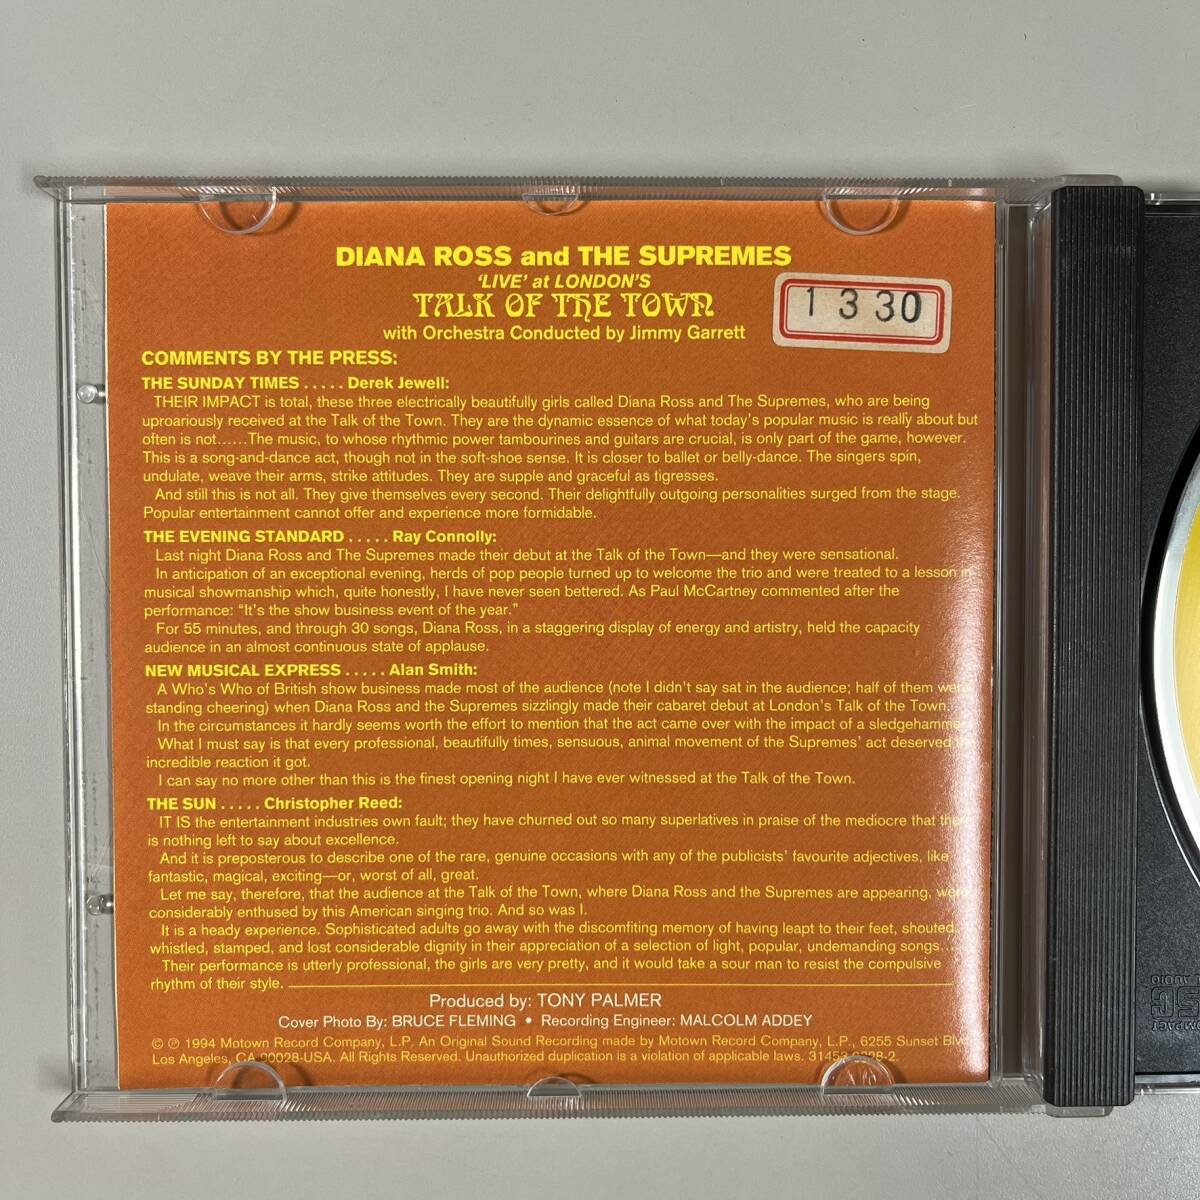 DIANA ROSS and THE SUPREMES
'LIVE' at LONDON'S
TALK OF THE TOWN
with Orchestra Conducted by Jimmy Garrett
1 3 30
COMMENTS BY THE PRESS:
THE SUNDAY TIMES . . . . . Derek Jewell:
THEIR IMPACT is total, these three electrically beautifully girls called Diana Ross and The Supremes, who are being
uproariously received at the Talk of the Town. They are the dynamic essence of what today's popular music is really about but
often is not......The music, to whose rhythmic power tambourines and guitars are crucial, is only part of the game, however.
This is a song-and-dance act, though not in the soft-shoe sense. It is closer to ballet or belly-dance. The singers spin,
undulate, weave their arms, strike attitudes. They are supple and graceful as tigresses.
And still this is not all. They give themselves every second. Their delightfully outgoing personalities surged from the stage.
Popular entertainment cannot offer and experience more formidable.
THE EVENING STANDARD . . . . . Ray Connolly:
Last night Diana Ross and The Supremes made their debut at the Talk of the Town—and they were sensational.
In anticipation of an exceptional evening, herds of pop people turned up to welcome the trio and were treated to a lesson in
musical showmanship which, quite honestly, I have never seen bettered. As Paul McCartney commented after the
performance: "It's the show business event of the year."
For 55 minutes, and through 30 songs, Diana Ross, in a staggering display of energy and artistry, held the capacity
audience in an almost continuous state of applause.
NEW MUSICAL EXPRESS . . . . . Alan Smith:
A Who's Who of British show business made most of the audience (note I didn't say sat in the audience; half of them were
standing cheering) when Diana Ross and the Supremes sizzlingly made their cabaret debut at London's Talk of the Town.
In the circumstances it hardly seems worth the effort to mention that the act came over with the impact of a sledgehammer.
What I must say is that every professional, beautifully times, sensuous, animal movement of the Supremes' act deserved the
incredible reaction it got.
I can say no more other than this is the finest opening night I have ever witnessed at the Talk of the Town.
THE SUN . . . . . Christopher Reed:
IT IS the entertainment industries own fault; they have churned out so many superlatives in praise of the mediocre that there
is nothing left to say about excellence.
And it is preposterous to describe one of the rare, genuine occasions with any of the publicists' favourite adjectives, like
fantastic, magical, exciting—or, worst of all, great.
Let me say, therefore, that the audience at the Talk of the Town, where Diana Ross and the Supremes are appearing, were
considerably enthused by this American singing trio. And so was I.
It is a heady experience. Sophisticated adults go away with the discomfiting memory of having leapt to their feet, shouted,
whistled, stamped, and lost considerable dignity in their appreciation of a selection of light, popular, undemanding songs....
Their performance is utterly professional, the girls are very pretty, and it would take a sour man to resist the compulsive
rhythm of their style.
Produced by: TONY PALMER
Cover Photo By: BRUCE FLEMING • Recording Engineer: MALCOLM ADDEY
© ℗ 1994 Motown Record Company, L.P. An Original Sound Recording made by Motown Record Company, L.P., 6255 Sunset Blvd.
Los Angeles, CA 90028-USA. All Rights Reserved. Unauthorized duplication is a violation of applicable laws.
COMPACT
AUDIO